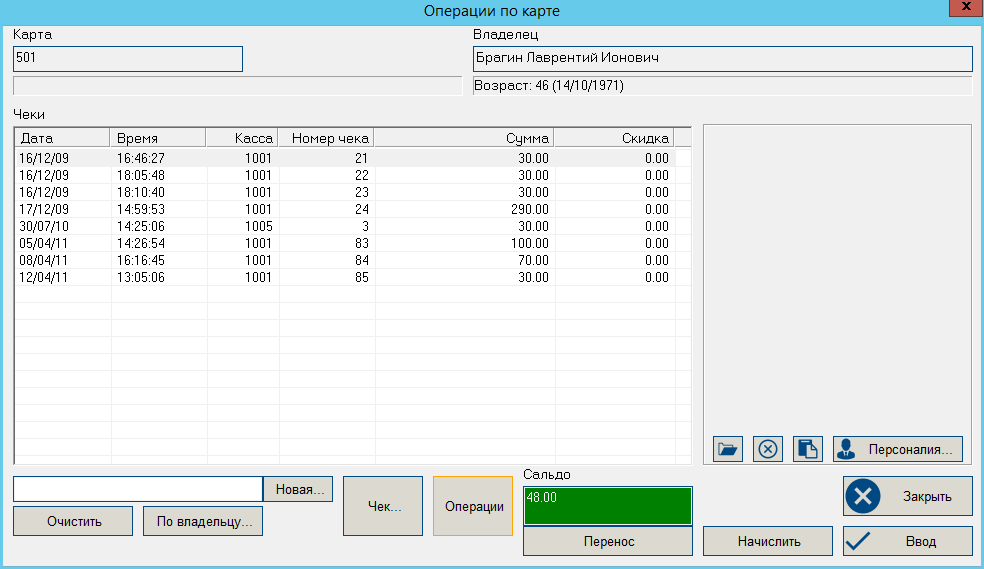 Операции по карте
x
Карта
Владелец
501
Брагин Лаврентий Ионович
Возраст: 46 (14/10/1971)
Чеки
Дата Время Касса Номер чека Сумма Скидка
16/12/09 16:46:27 1001 21 30.00 0.00
16/12/09 18:05:48 1001 22 30.00 0.00
16/12/09 18:10:40 1001 23 30.00 0.00
17/12/09 14:59:53 1001 24 290.00 0.00
30/07/10 14:25:06 1005 3 30.00 0.00
05/04/11 14:26:54 1001 83 100.00 0.00
08/04/11 16:16:45 1001 84 70.00 0.00
12/04/11 13:05:06 1001 85 30.00 0.00
Персоналия...
Новая...
Чек...
Операции
Сальдо
48.00
Закрыть
Очистить
По владельцу...
Перенос
Начислить
Ввод